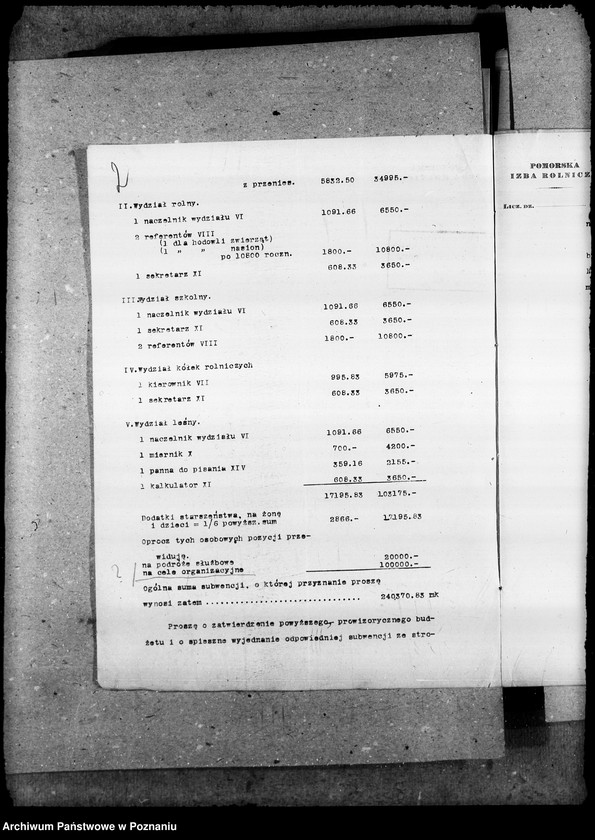 2
z przenies. 5832.50 34995.-
II.Wydział rolny.
1 naczelnik wydziału VI 1091.66 6550.-
2 referentów VIII
(1 dla hodowli zwierząt)
(1 " " nasion)
po 10800 roczn. 1800.- 10800.-
1 sekretarz XI 608.33 3650.-
III.Wydział szkolny.
1 naczelnik wydziału VI 1091.66 6550.-
1 sekretarz XI 608.33 3650.-
2 referentów VIII 1800.- 10800.-
IV.Wydział kółek rolniczych
1 kierownik VII 995.83 5975.-
1 sekretarz XI 608.33 3650.-
V.Wydział leśny.
1 naczelnik wydziału VI 1091.66 6550.-
1 miernik X 700.- 4200.-
1 panna do pisania XIV 359.16 2155.-
1 kalkulator XI 608.33 3650.-
17195.83 103175.-
Dodatki starszeństwa, na żonę
i dzieci = 1/6 powyższ.sum 2866.- 17195.83
Oprócz tych osobowych pozycji prze-
widują.
na podróże służbowe 20000.-
na cele organizacyjne 100000.-
Ogólna suma subwencji, o której przyznanie proszę
wynosi zatem .............................. 240370.83 mk
Proszę o zatwierdzenie powyższego prowizorycznego bud-
żetu i o spieszne wyjednanie odpowiedniej subwencji ze stro-
POMORSKA
IZBA ROLNICZ
Licz. dz.
Archiwum Państwowe w Poznaniu